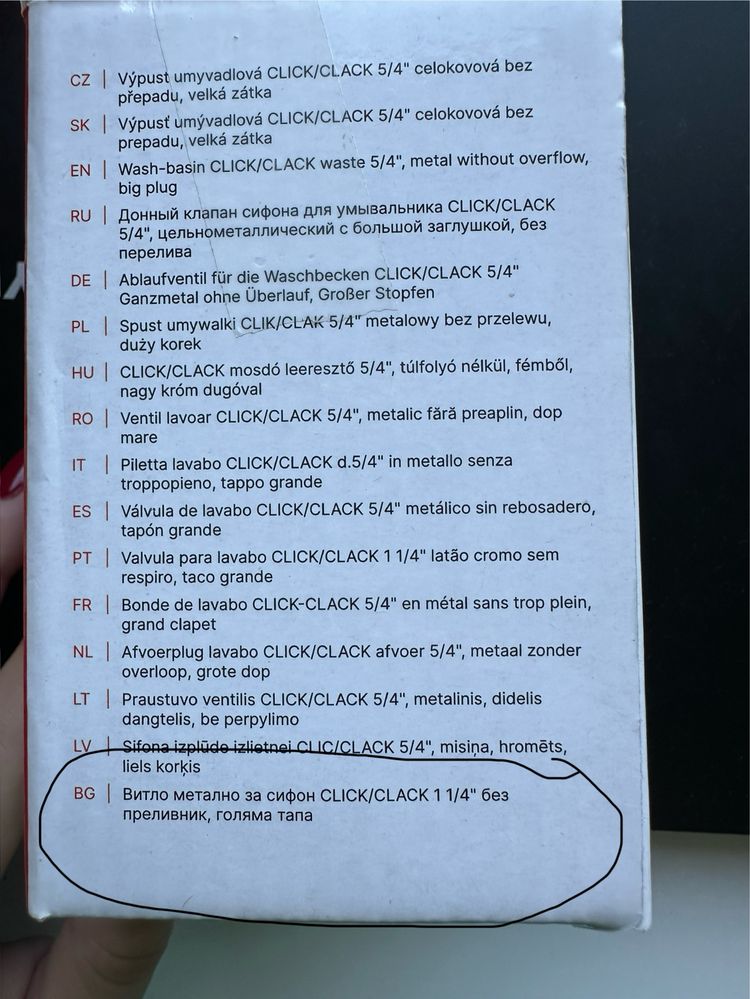 CZ | Výpust umyvadlová CLICK/CLACK 5/4" celokovová bez
přepadu, velká zátka
SK | Výpusť umývadlová CLICK/CLACK 5/4" celokovová bez
prepadu, velká zátka
EN | Wash-basin CLICK/CLACK waste 5/4", metal without overflow,
big plug
RU | Донный клапан сифона для умывальника CLICK/CLACK
5/4", цельнометаллический с большой заглушкой, без
перелива
DE | Ablaufventil für die Waschbecken CLICK/CLACK 5/4"
Ganzmetal ohne Überlauf, Großer Stopfen
PL | Spust umywalki CLIK/CLAK 5/4" metalowy bez przelewu,
duży korek
HU | CLICK/CLACK mosdó leeresztő 5/4", túlfolyó nélkül, fémből,
nagy króm dugóval
RO | Ventil lavoar CLICK/CLACK 5/4", metalic fără preaplin, dop
mare
IT | Piletta lavabo CLICK/CLACK d.5/4" in metallo senza
troppopieno, tappo grande
ES | Válvula de lavabo CLICK/CLACK 5/4" metálico sin rebosadero,
tapón grande
PT | Valvula para lavabo CLICK/CLACK 1 1/4" latão cromo sem
respiro, taco grande
FR | Bonde de lavabo CLICK-CLACK 5/4" en métal sans trop plein,
grand clapet
NL | Afvoerplug lavabo CLICK/CLACK afvoer 5/4", metaal zonder
overloop, grote dop
LT | Praustuvo ventilis CLICK/CLACK 5/4", metalinis, didelis
dangtelis, be perpylimo
LV | Sifona izplūde izlietnei CLIC/CLACK 5/4", misiņa, hromēts,
liels korķis
BG | Витло метално за сифон CLICK/CLACK 1 1/4" без
преливник, голяма тапа